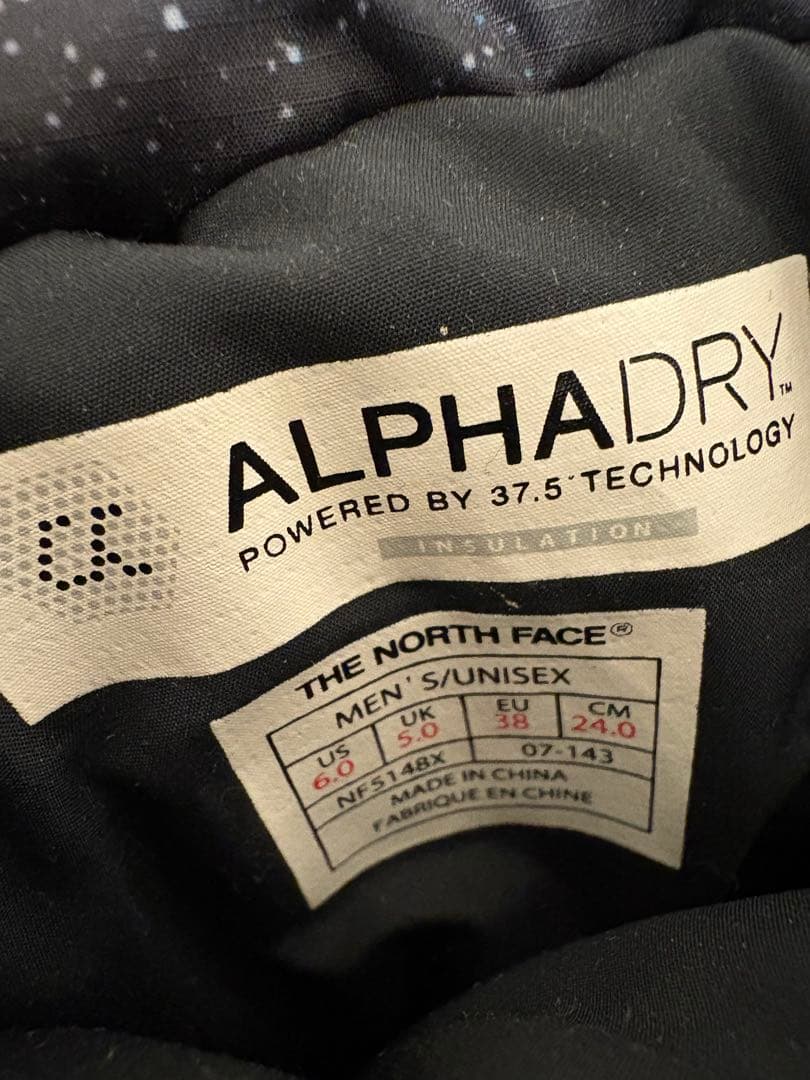 α
ALPHADRY™
POWERED BY 37.5° TECHNOLOGY
INSULATION
THE NORTH FACE®
MEN'S/UNISEX
US UK EU CM
6.0 5.0 38 24.0
NF5148X 07-143
MADE IN CHINA
FABRIQUE EN CHINE